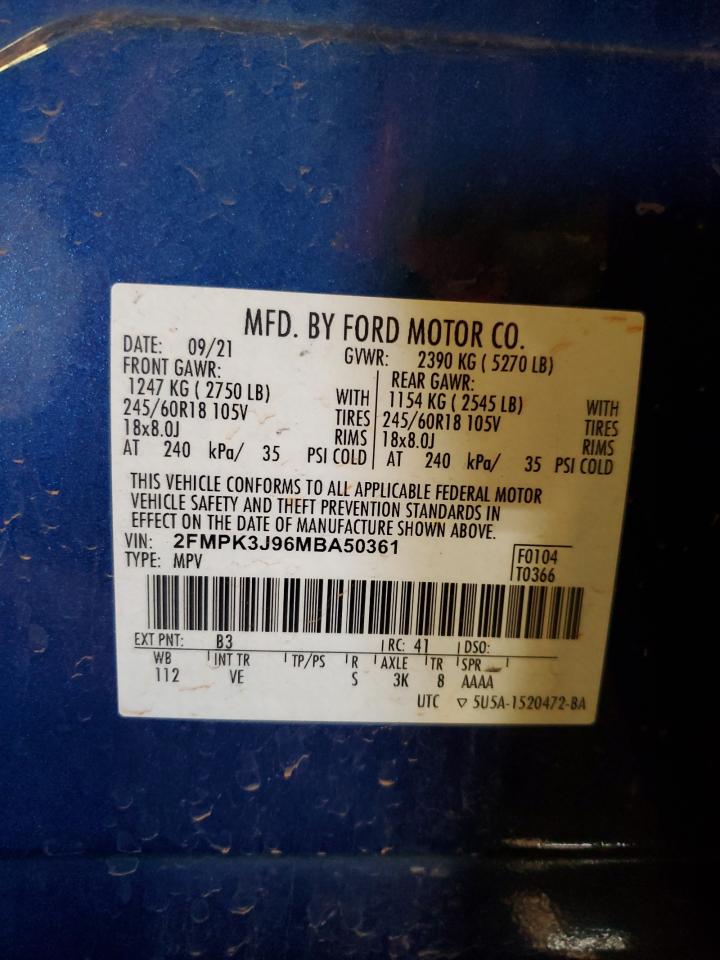 MFD. BY FORD MOTOR CO.
DATE: 09/21 GVWR: 2390 KG ( 5270 LB)
FRONT GAWR: REAR GAWR:
1247 KG ( 2750 LB) WITH 1154 KG ( 2545 LB) WITH
245/60R18 105V TIRES 245/60R18 105V TIRES
18x8.0J RIMS 18x8.0J RIMS
AT 240 kPa/ 35 PSI COLD AT 240 kPa/ 35 PSI COLD
THIS VEHICLE CONFORMS TO ALL APPLICABLE FEDERAL MOTOR
VEHICLE SAFETY AND THEFT PREVENTION STANDARDS IN
EFFECT ON THE DATE OF MANUFACTURE SHOWN ABOVE.
VIN: 2FMPK3J96MBA50361 F0104
TYPE: MPV T0366
EXT PNT: B3 RC: 41 DSO:
WB INT TR TP/PS R AXLE TR SPR
112 VE S 3K 8 AAAA
UTC ▽ 5U5A-1520472-BA